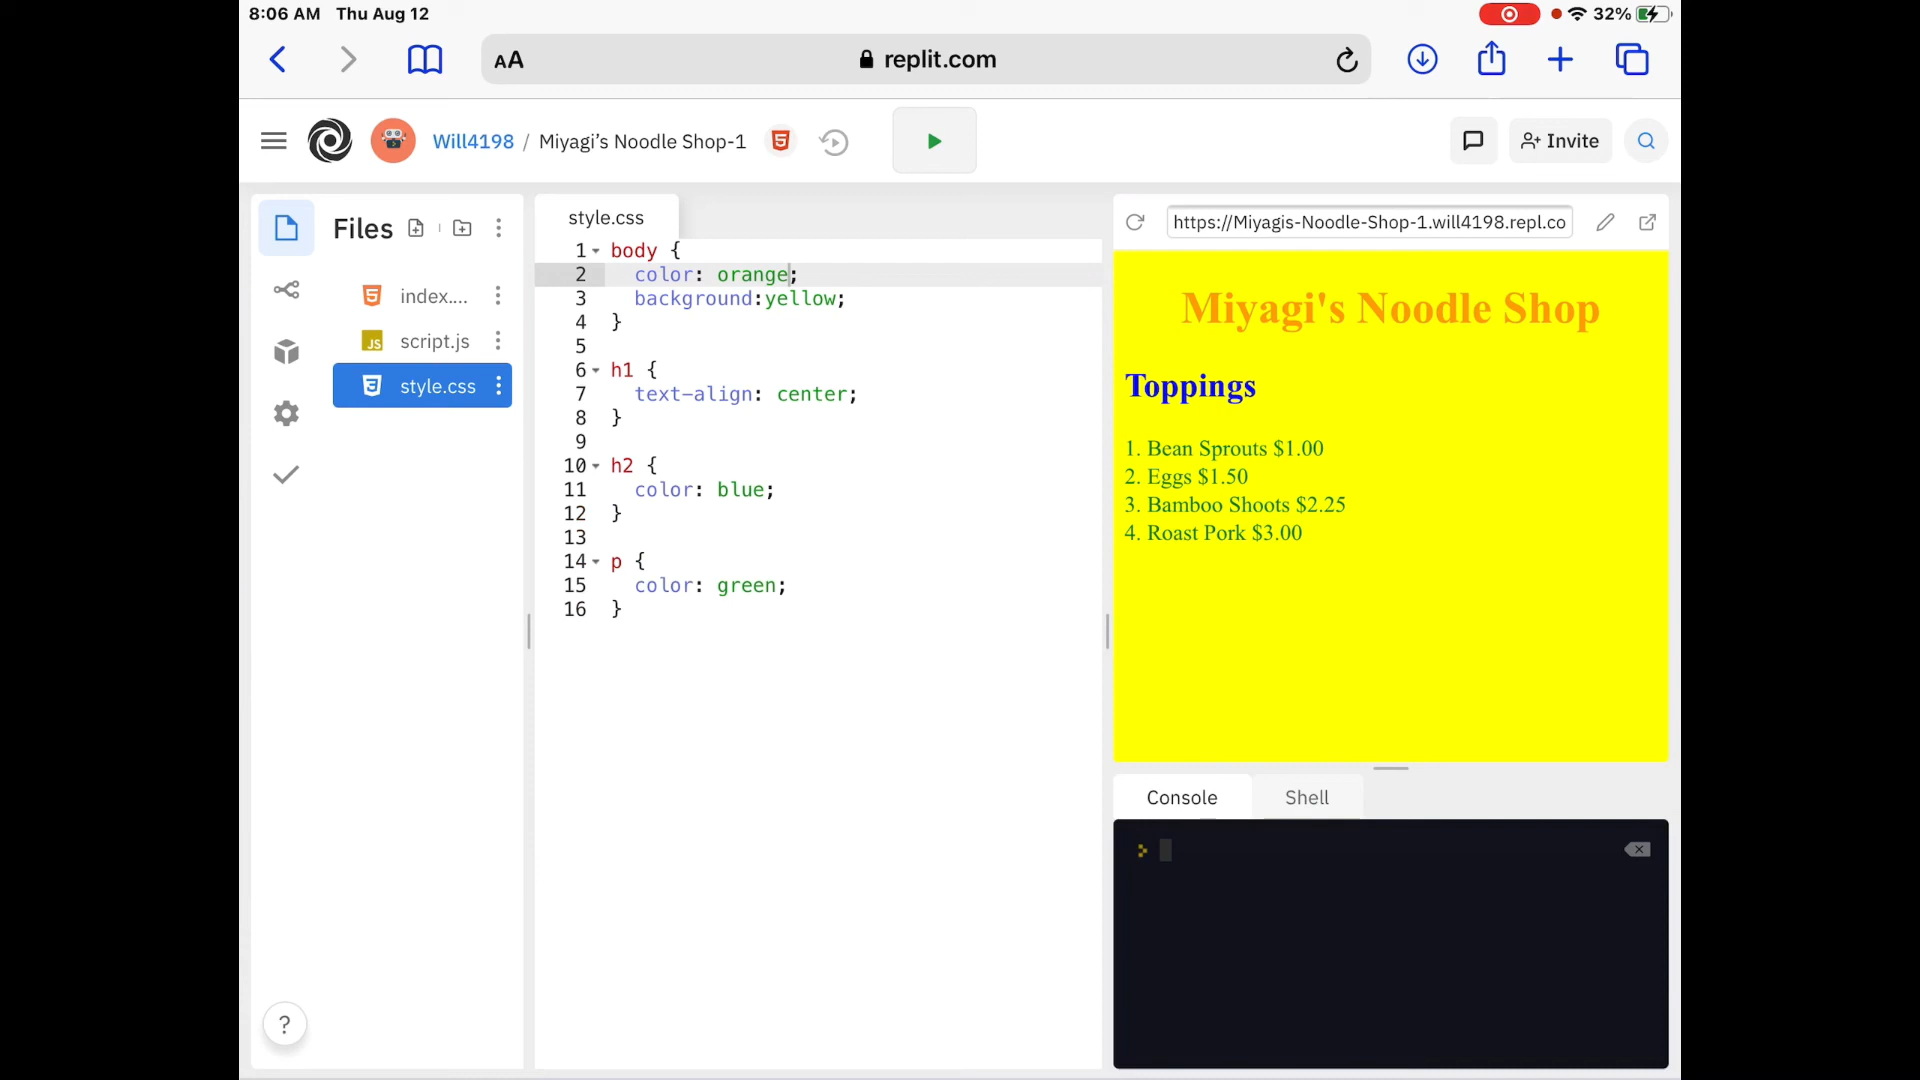 8:06 AM Thu Aug 12
32%
AA
replit.com
Will4198 / Miyagi’s Noodle Shop-1
Invite
Files
index....
script.js
style.css
style.css
1 body {
2 color: orange;
3 background:yellow;
4 }
5
6 h1 {
7 text-align: center;
8 }
9
10 h2 {
11 color: blue;
12 }
13
14 p {
15 color: green;
16 }
?
https://Miyagis-Noodle-Shop-1.will4198.repl.co
Miyagi's Noodle Shop
Toppings
1. Bean Sprouts $1.00
2. Eggs $1.50
3. Bamboo Shoots $2.25
4. Roast Pork $3.00
Console Shell